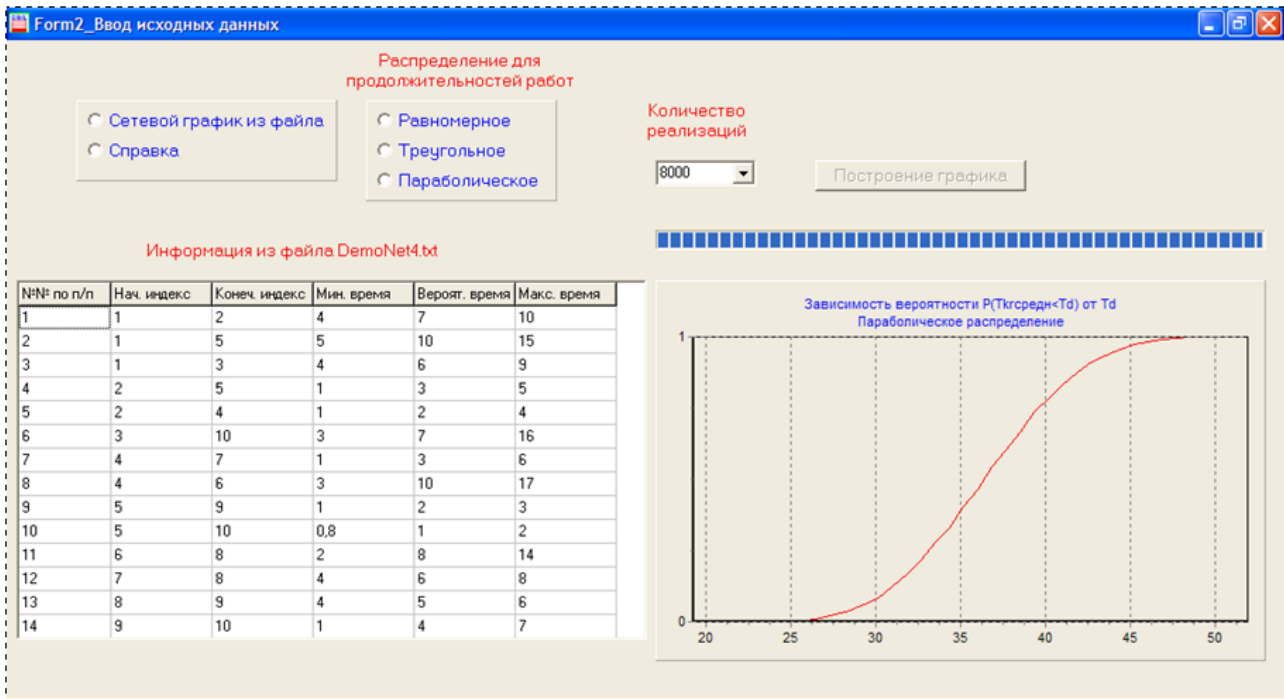 Form2_Ввод исходных данных
Распределение для
продолжительностей работ
Сетевой график из файла
Справка
Равномерное
Треугольное
Параболическое
Количество
реализаций
8000
Построение графика
Информация из файла DemoNet4.txt
№№ по п/п Нач. индекс Конеч. индекс Мин. время Вероят. время Макс. время
1 1 2 4 7 10
2 1 5 5 10 15
3 1 3 4 6 9
4 2 5 1 3 5
5 2 4 1 2 4
6 3 10 3 7 16
7 4 7 1 3 6
8 4 6 3 10 17
9 5 9 1 2 3
10 5 10 0,8 1 2
11 6 8 2 8 14
12 7 8 4 6 8
13 8 9 4 5 6
14 9 10 1 4 7
Зависимость вероятности P(Tkrсредн<Td) от Td
Параболическое распределение
1
0
20 25 30 35 40 45 50